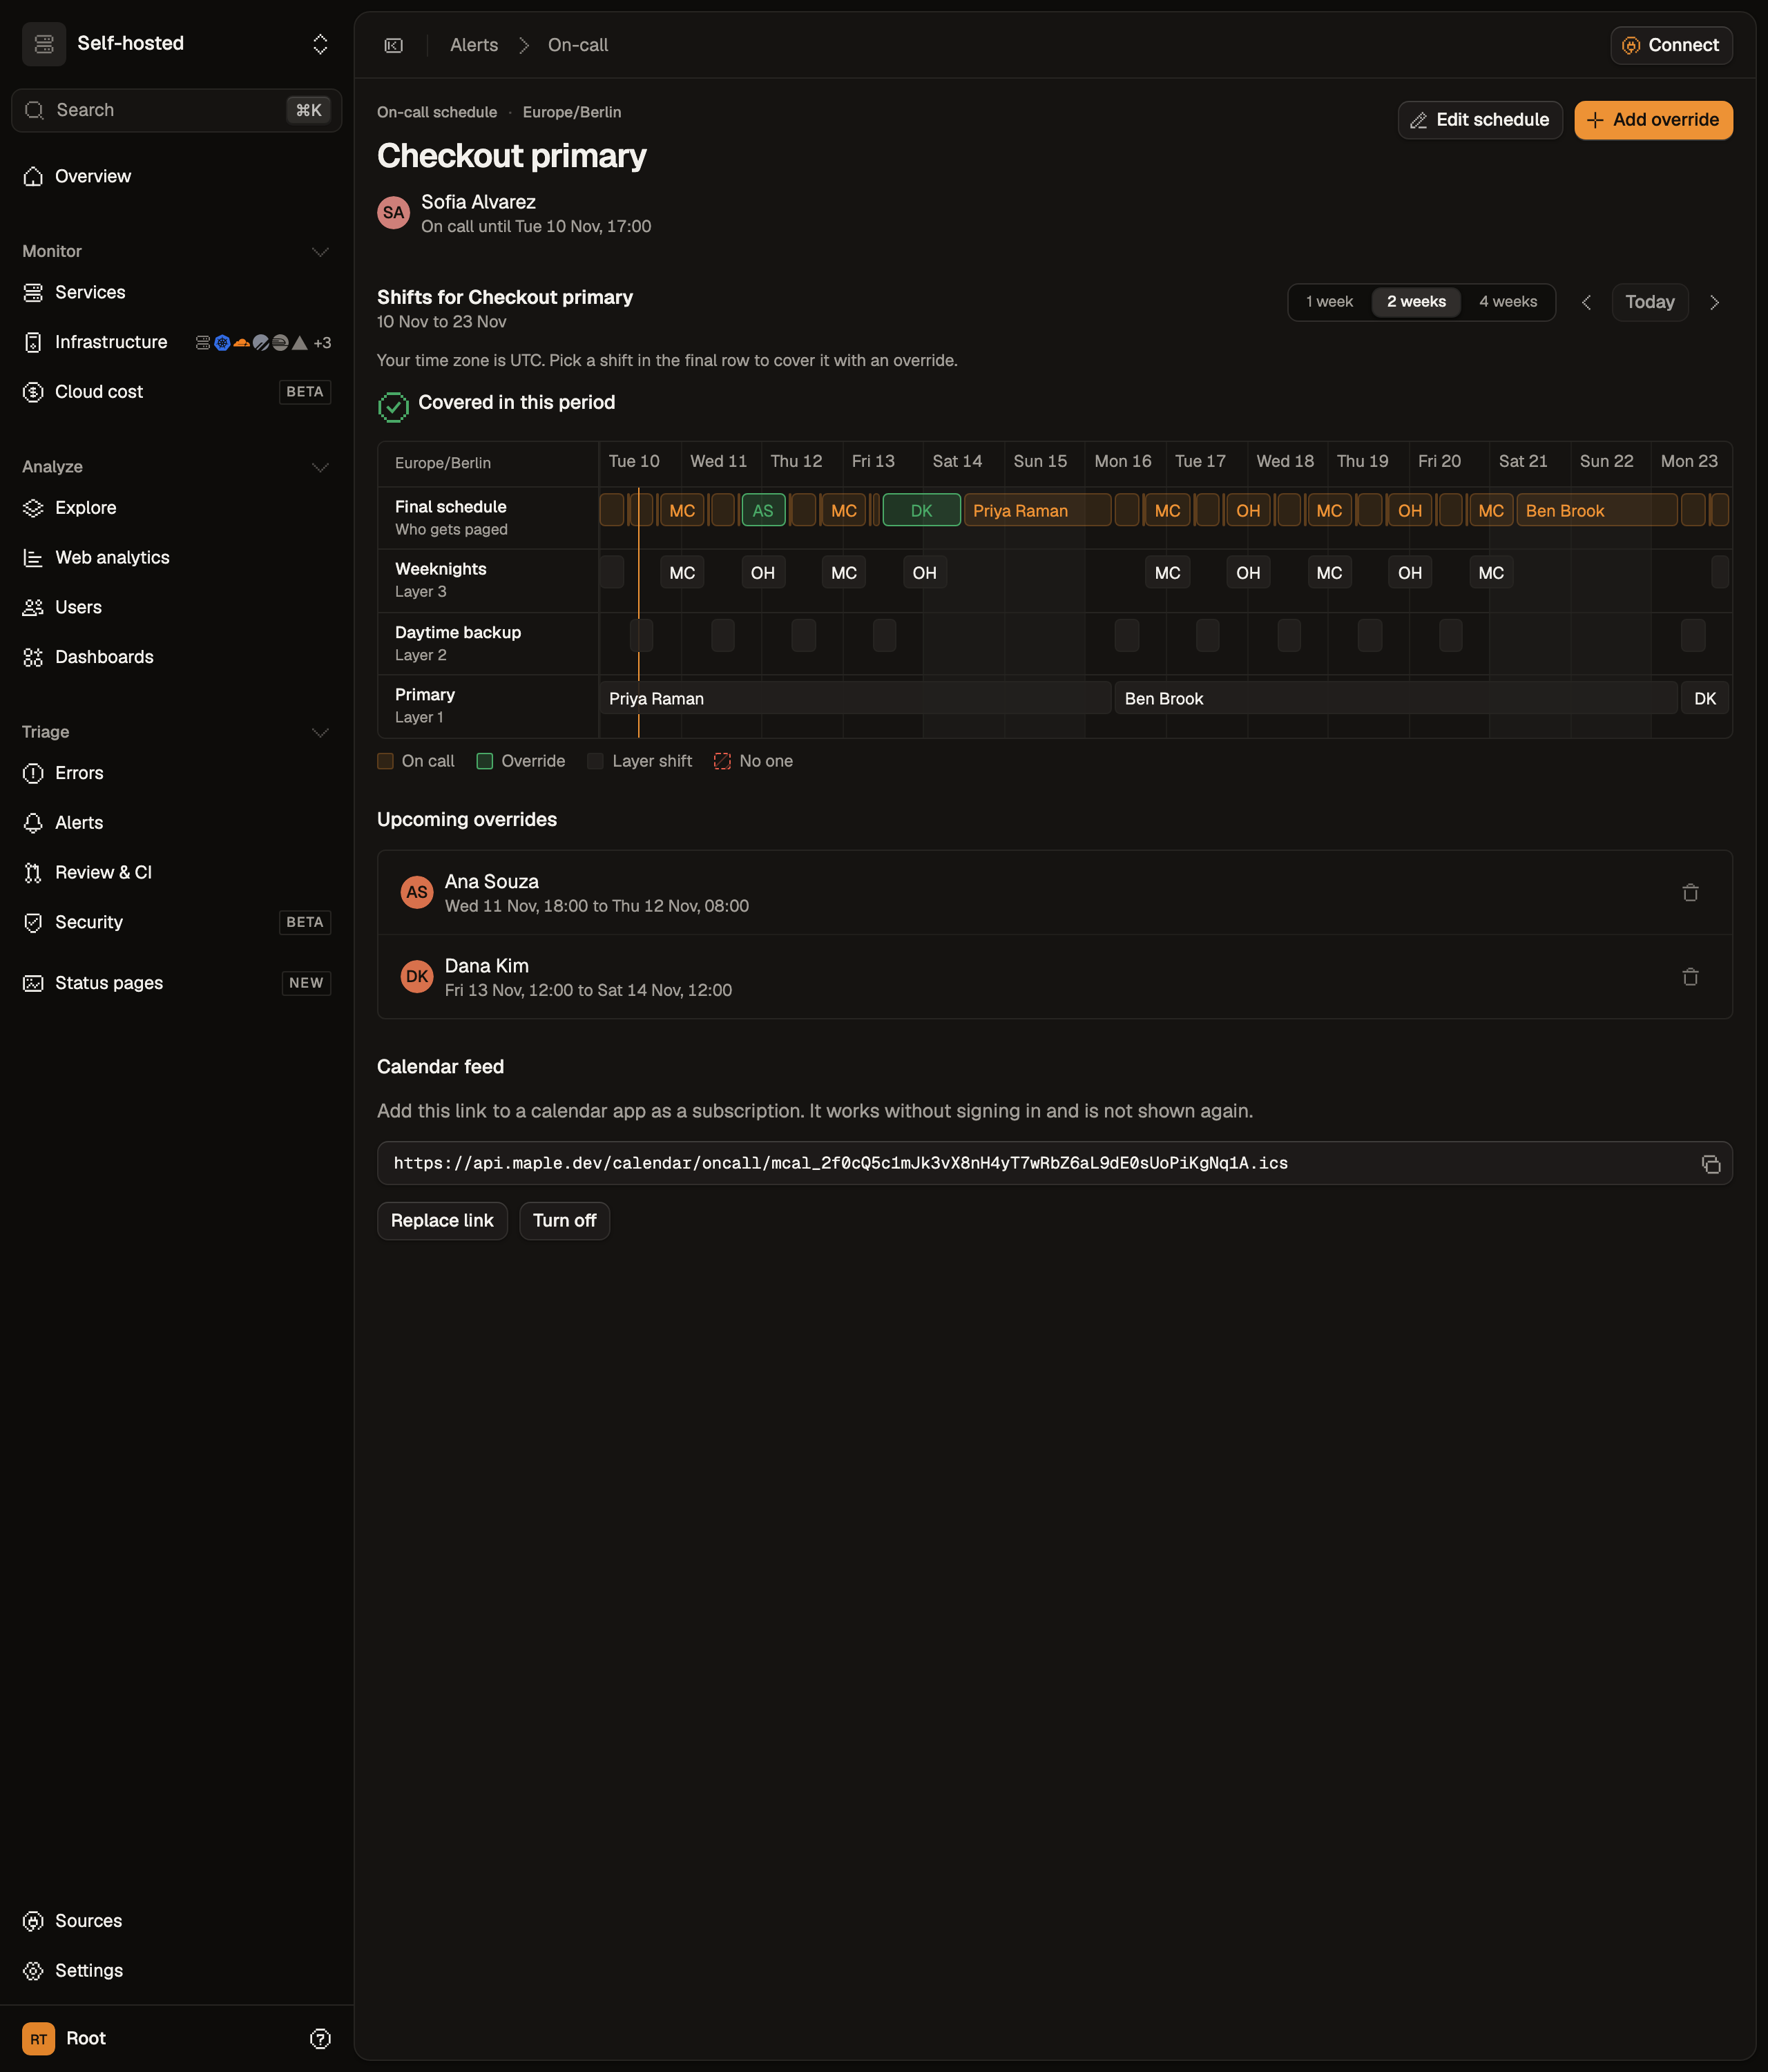 Self-hosted
Search ⌘K
Overview
Monitor
Services
Infrastructure +3
Cloud cost BETA
Analyze
Explore
Web analytics
Users
Dashboards
Triage
Errors
Alerts
Review & CI
Security BETA
Status pages NEW
Sources
Settings
RT Root
Alerts On-call
Connect
On-call schedule · Europe/Berlin
Edit schedule
Add override
Checkout primary
SA Sofia Alvarez
On call until Tue 10 Nov, 17:00
Shifts for Checkout primary
10 Nov to 23 Nov
1 week 2 weeks 4 weeks Today
Your time zone is UTC. Pick a shift in the final row to cover it with an override.
Covered in this period
Europe/Berlin Tue 10 Wed 11 Thu 12 Fri 13 Sat 14 Sun 15 Mon 16 Tue 17 Wed 18 Thu 19 Fri 20 Sat 21 Sun 22 Mon 23
Final schedule
Who gets paged
MC AS MC DK Priya Raman MC OH MC OH MC Ben Brook
Weeknights
Layer 3
MC OH MC OH MC OH MC OH MC
Daytime backup
Layer 2
Primary
Layer 1
Priya Raman Ben Brook DK
On call Override Layer shift No one
Upcoming overrides
AS Ana Souza
Wed 11 Nov, 18:00 to Thu 12 Nov, 08:00
DK Dana Kim
Fri 13 Nov, 12:00 to Sat 14 Nov, 12:00
Calendar feed
Add this link to a calendar app as a subscription. It works without signing in and is not shown again.
https://api.maple.dev/calendar/oncall/mcal_2f0cQ5c1mJk3vX8nH4yT7wRbZ6aL9dE0sUoPiKgNq1A.ics
Replace link Turn off